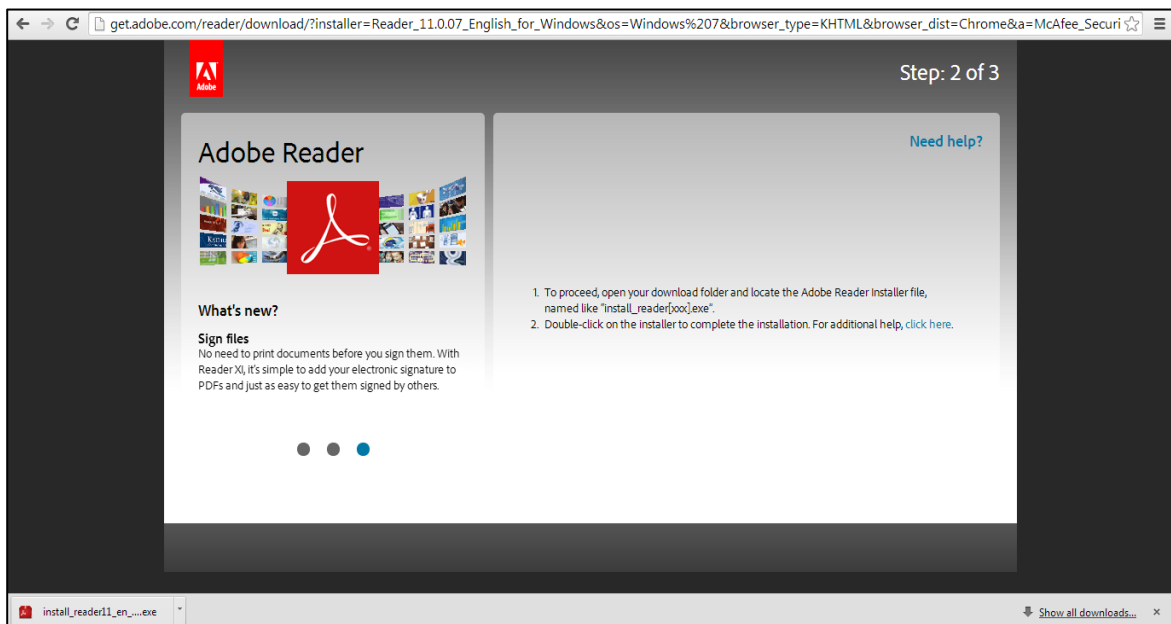 get.adobe.com/reader/download/?installer=Reader_11.0.07_English_for_Windows&os=Windows%207&browser_type=KHTML&browser_dist=Chrome&a=McAfee_Securi
Adobe
Step: 2 of 3
Adobe Reader
Need help?
What's new?
Sign files
No need to print documents before you sign them. With
Reader XI, it's simple to add your electronic signature to
PDFs and just as easy to get them signed by others.
1. To proceed, open your download folder and locate the Adobe Reader Installer file,
named like "install_reader[xxx].exe".
2. Double-click on the installer to complete the installation. For additional help, click here.
install_reader11_en_....exe
Show all downloads...